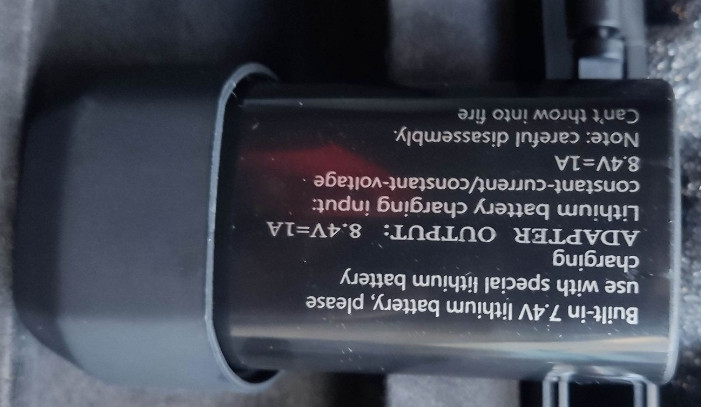 Built-in 7.4V lithium battery, please
use with special lithium battery
charging
ADAPTER OUTPUT: 8.4V=1A
Lithium battery charging input:
constant-current/constant-voltage
8.4V=1A
Note: careful disassembly.
Can't throw into fire